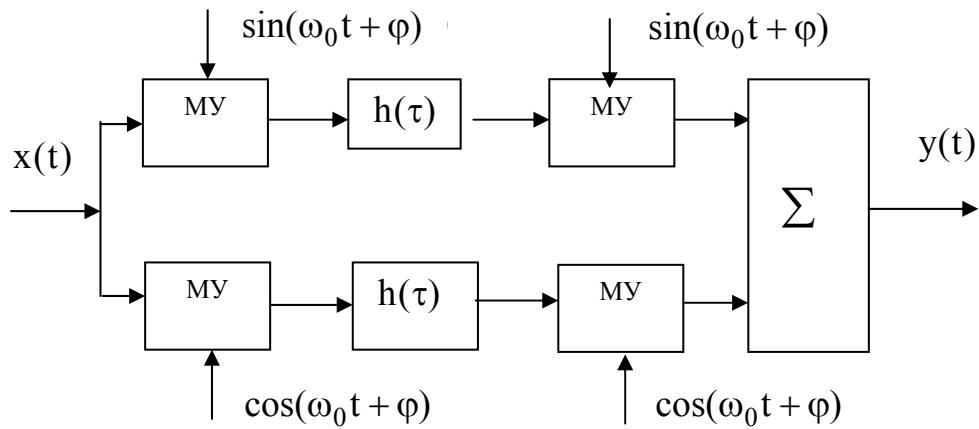 sin(ω₀t + φ)
sin(ω₀t + φ)
МУ
h(τ)
МУ
x(t)
y(t)
Σ
МУ
h(τ)
МУ
cos(ω₀t + φ)
cos(ω₀t + φ)